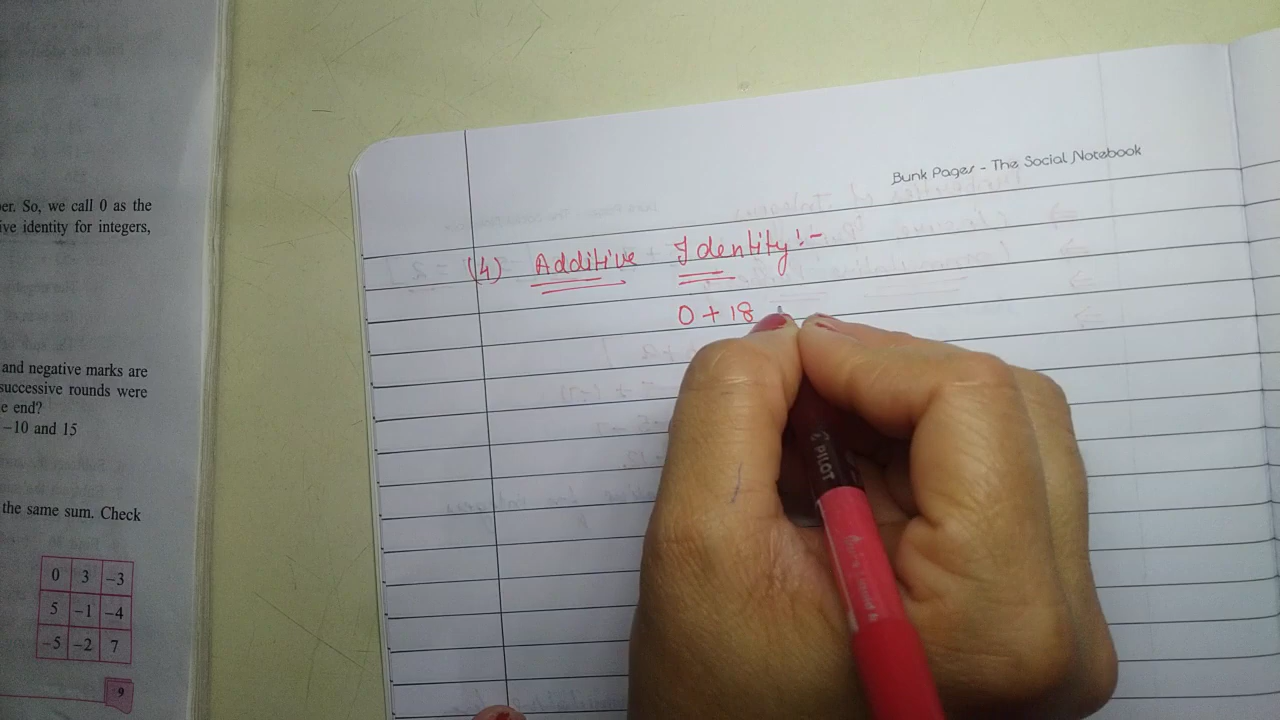 er. So, we call 0 as the
ive identity for integers,
and negative marks are
successive rounds were
e end?
-10 and 15
the same sum. Check
0 3 -3
5 -1 -4
-5 -2 7
9
Bunk Pages - The Social Notebook
(4) Additive Identity :-
0 + 18
PILOT